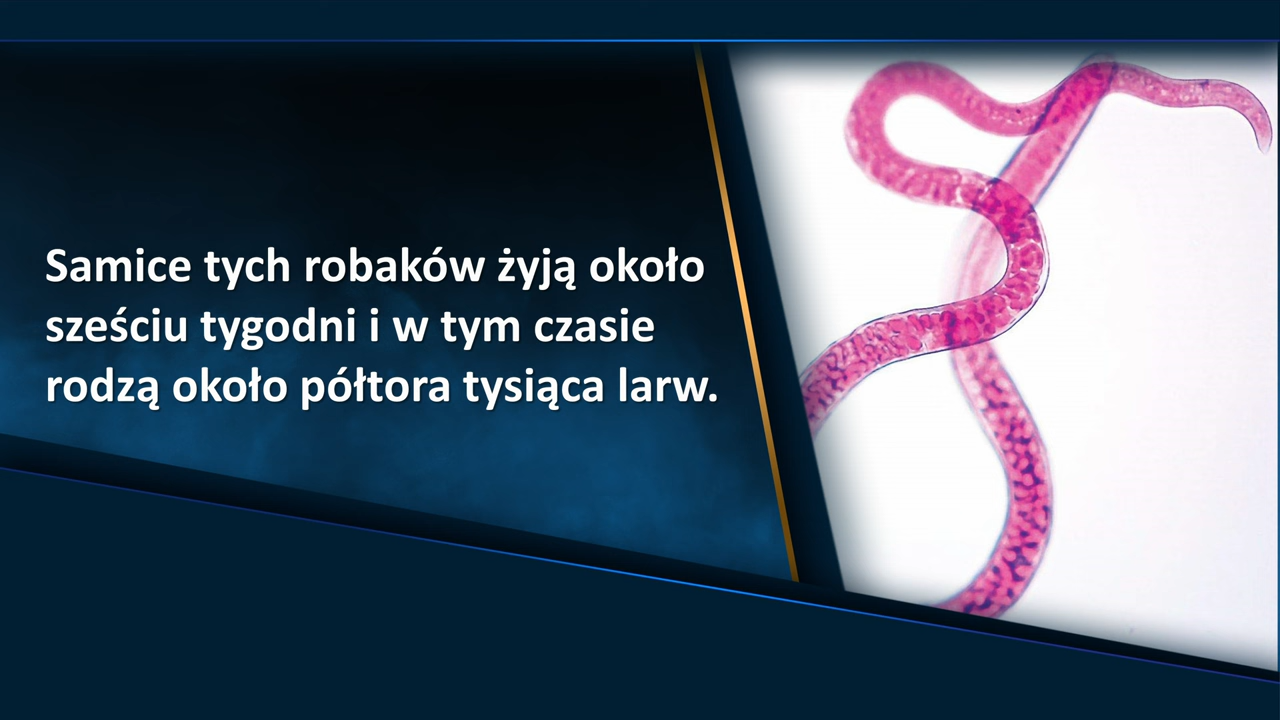 Samice tych robaków żyją około
sześciu tygodni i w tym czasie
rodzą około półtora tysiąca larw.